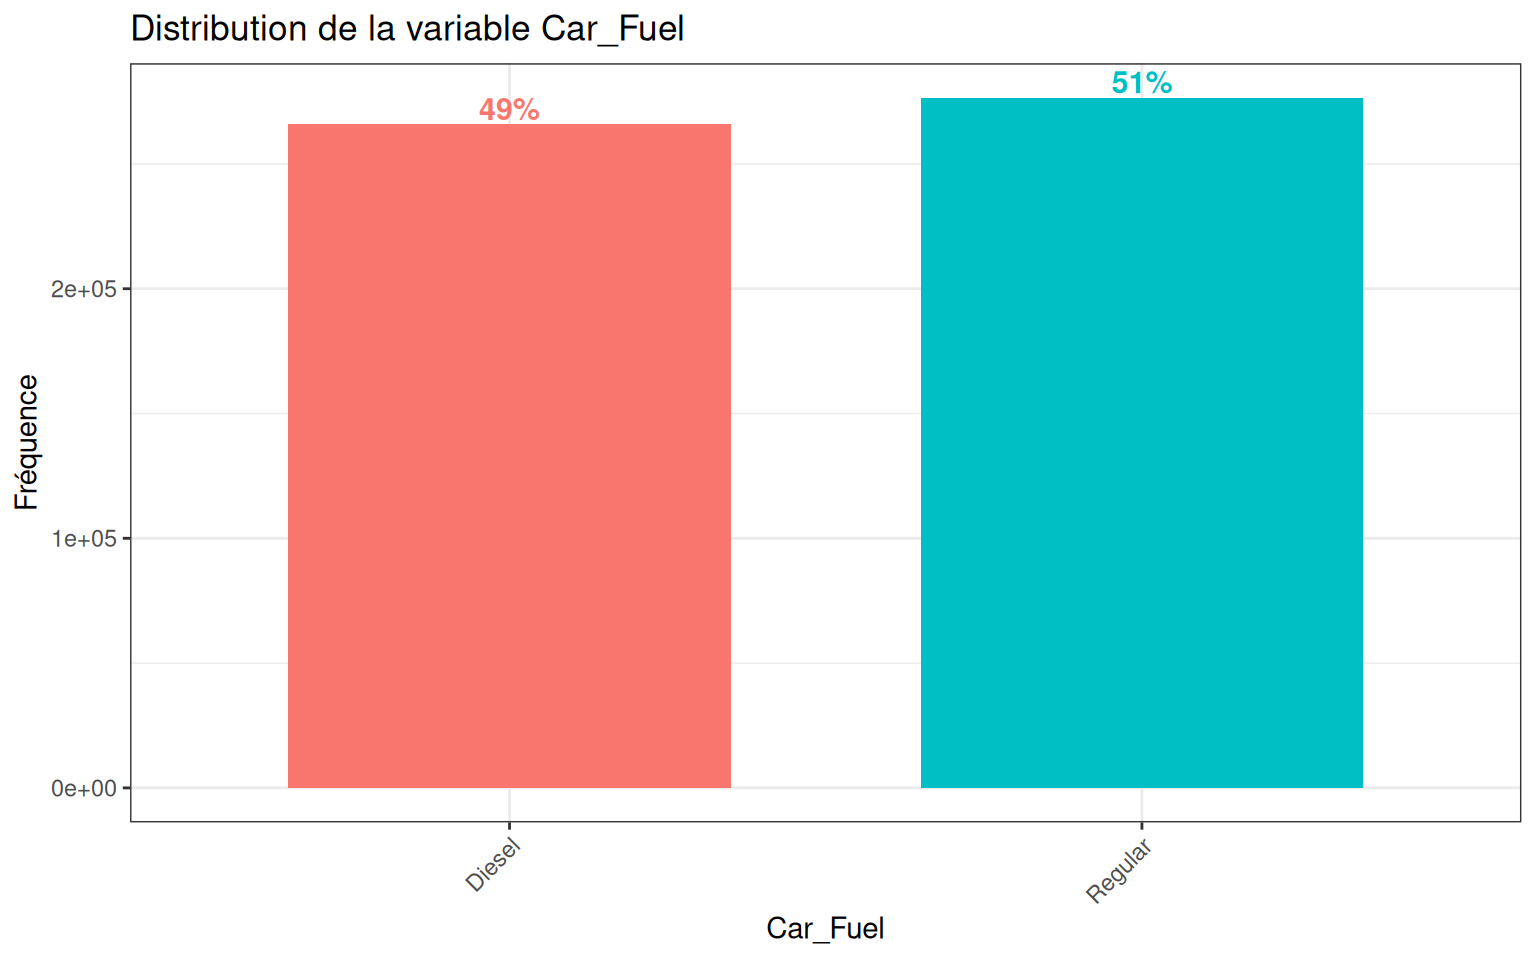 Distribution de la variable Car_Fuel
49%
51%
2e+05
1e+05
0e+00
Fréquence
Diesel
Regular
Car_Fuel